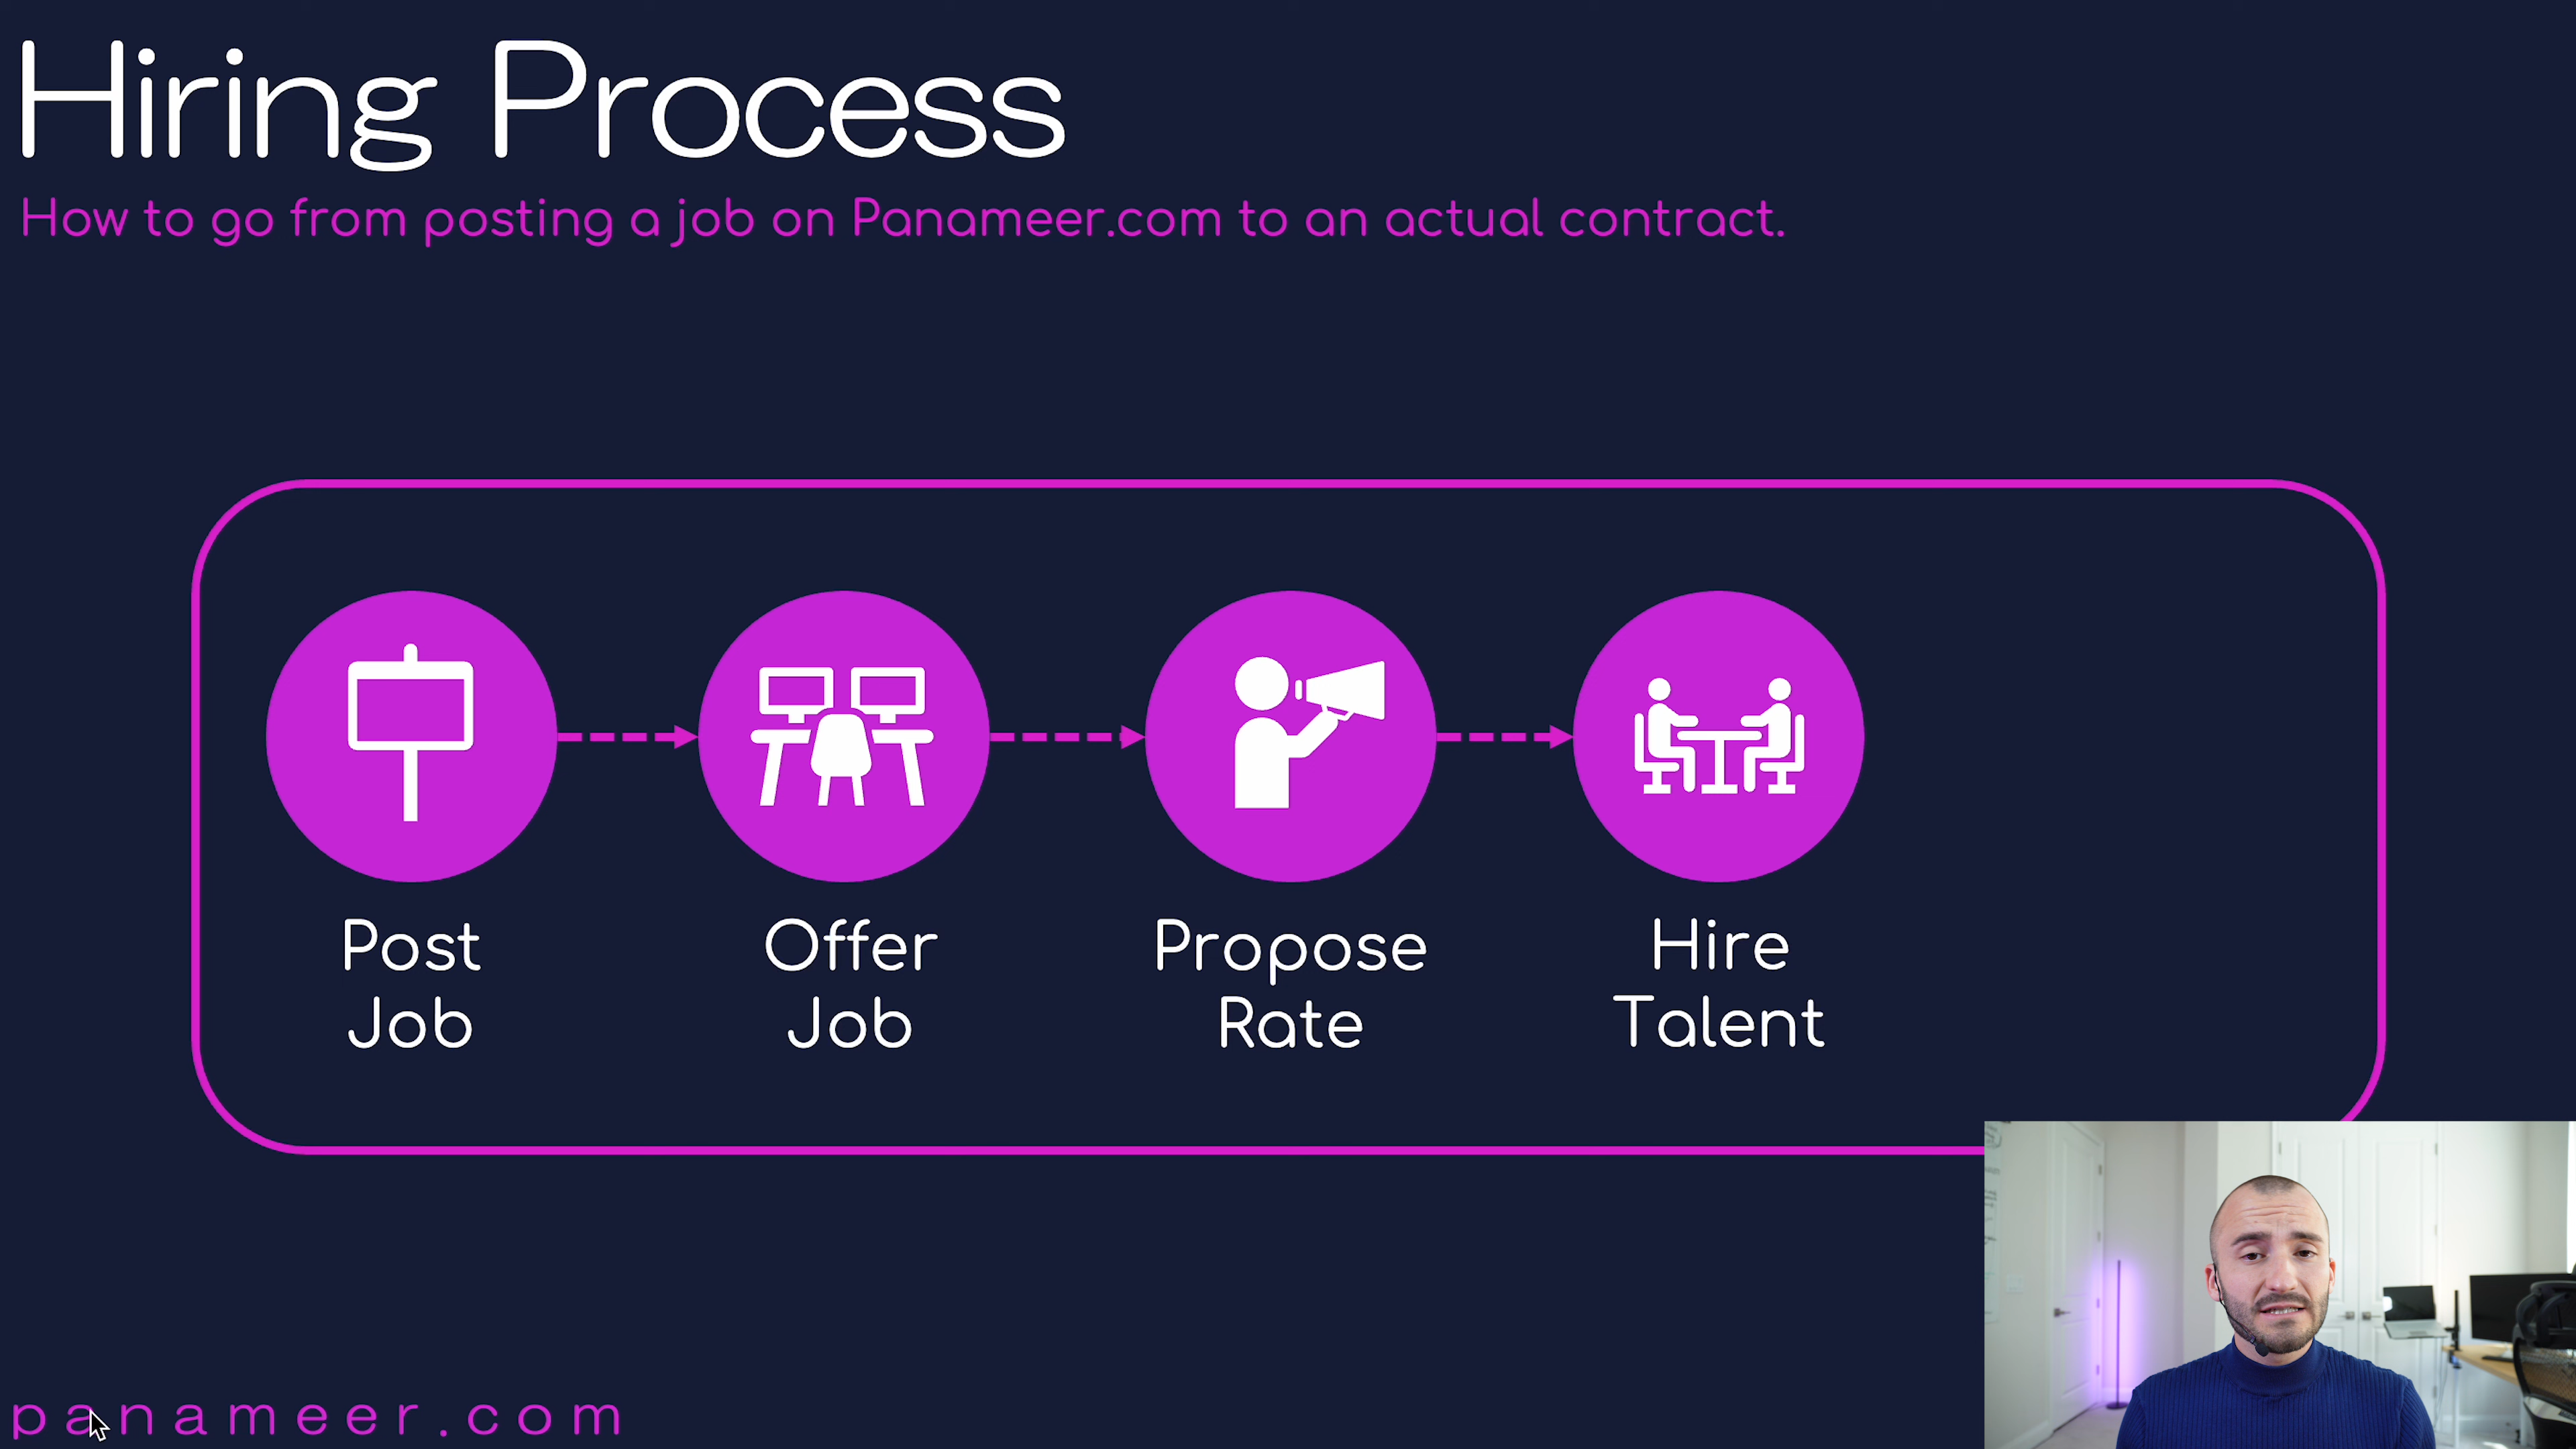 Hiring Process
How to go from posting a job on Panameer.com to an actual contract.
Post
Job
Offer
Job
Propose
Rate
Hire
Talent
panameer.com